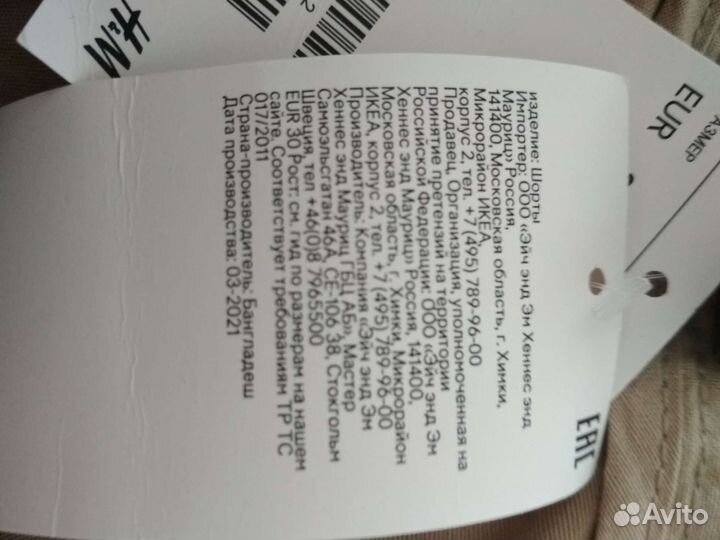 изделие: Шорты
Импортер: ООО «Эйч энд Эм Хеннес энд
Мауриц» Россия,
141400, Московская область, г. Химки,
Микрорайон ИКЕА,
корпус 2, тел. +7 (495) 789-96-00
Продавец, Организация, уполномоченная на
принятие претензий на территории
Российской Федерации: ООО «Эйч энд Эм
Хеннес энд Мауриц» Россия, 141400,
Московская область, г. Химки, Микрорайон
ИКЕА, корпус 2, тел. +7 (495) 789-96-00
Производитель: Компания «Эйч энд Эм
Хеннес энд Мауриц ГБЦ АБ», Мастер
Самюэльсгатан 46А, СЕ-106 38, Стокгольм
Швеция, тел +46(0)8 7965500
EUR 30 Рост: см. гид по размерам на нашем
сайте. Соответствует требованиям ТР ТС
017/2011
Страна-производитель: Бангладеш
Дата производства: 03-2021
EAC
H&M
EUR
Avito